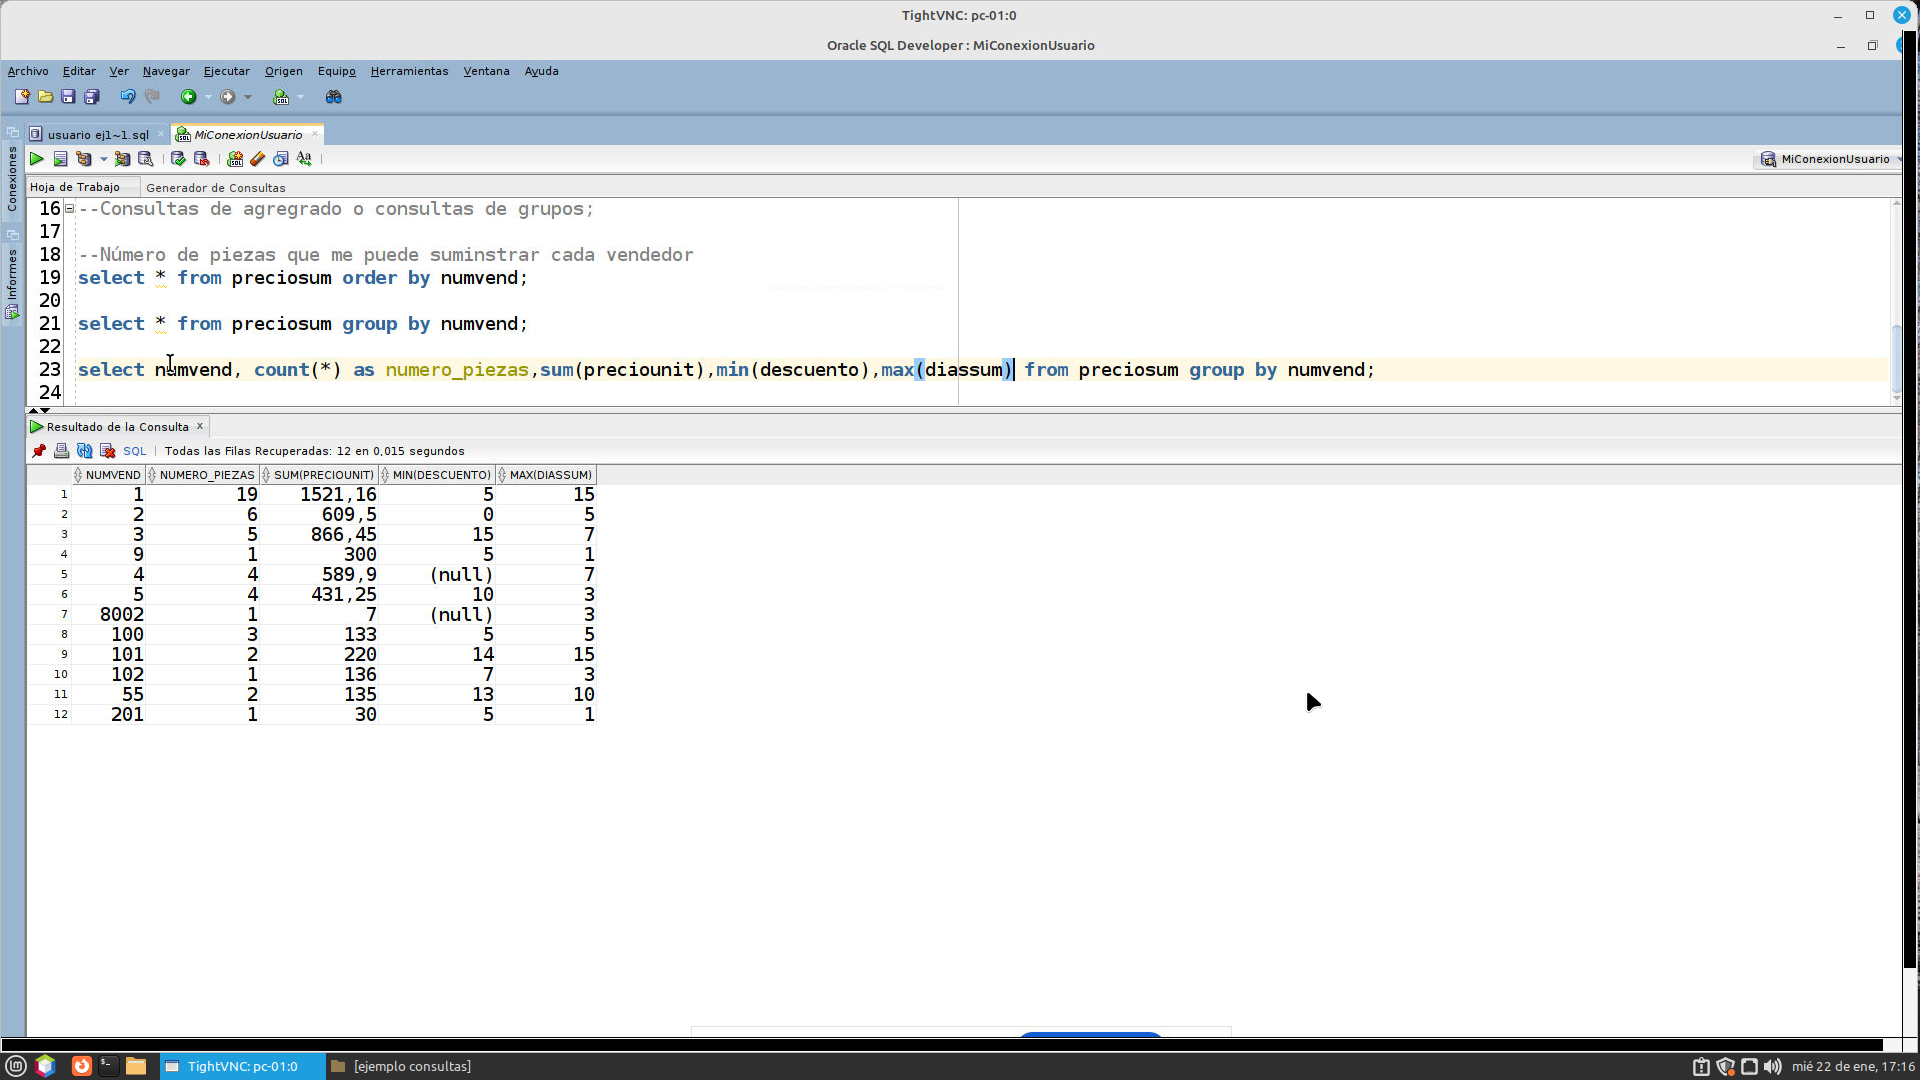 TightVNC: pc-01:0
Oracle SQL Developer : MiConexionUsuario
Archivo Editar Ver Navegar Ejecutar Origen Equipo Herramientas Ventana Ayuda
usuario ej1~1.sql MiConexionUsuario
MiConexionUsuario
Conexiones
Informes
Hoja de Trabajo Generador de Consultas
16 --Consultas de agregrado o consultas de grupos;
17
18 --Número de piezas que me puede suminstrar cada vendedor
19 select * from preciosum order by numvend;
20
21 select * from preciosum group by numvend;
22
23 select numvend, count(*) as numero_piezas,sum(preciounit),min(descuento),max(diassum) from preciosum group by numvend;
24
Resultado de la Consulta x
SQL | Todas las Filas Recuperadas: 12 en 0,015 segundos
NUMVEND NUMERO_PIEZAS SUM(PRECIOUNIT) MIN(DESCUENTO) MAX(DIASSUM)
1 1 19 1521,16 5 15
2 2 6 609,5 0 5
3 3 5 866,45 15 7
4 9 1 300 5 1
5 4 4 589,9 (null) 7
6 5 4 431,25 10 3
7 8002 1 7 (null) 3
8 100 3 133 5 5
9 101 2 220 14 15
10 102 1 136 7 3
11 55 2 135 13 10
12 201 1 30 5 1
TightVNC: pc-01:0 [ejemplo consultas] mié 22 de ene, 17:16